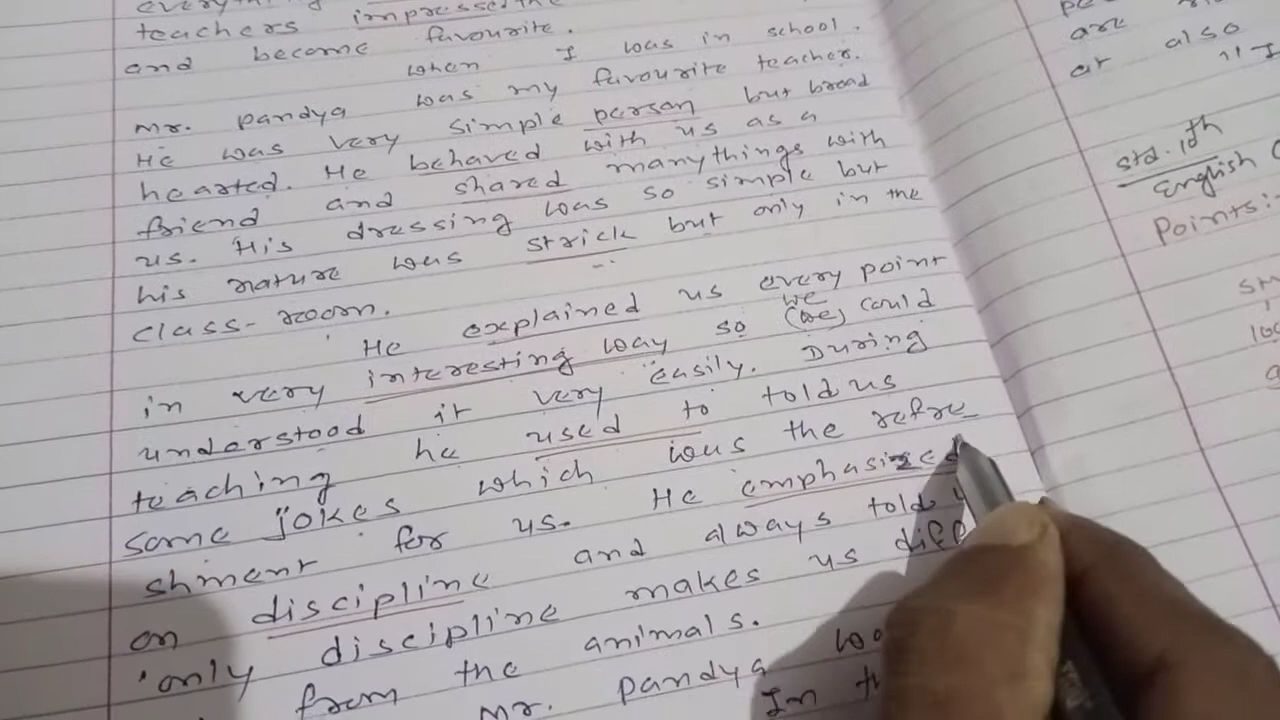 teachers impressed
and become favourite.
when I was in school.
Mr. pandya was my favourite teacher.
He was very simple person but broad
hearted. He behaved with us as a
friend and shared many things with
us. His dressing was so simple but
his nature was strick but only in the
class-room.
He explained us every point
in very interesting way so (we) we could
understood it very easily. During
teaching he used to told us
some jokes which was the refre
shment for us. He emphasized
on discipline and always told
'only discipline makes us diff
from the animals.
Mr. pandya
In
are
ar also
Std. 10th
English
Points: